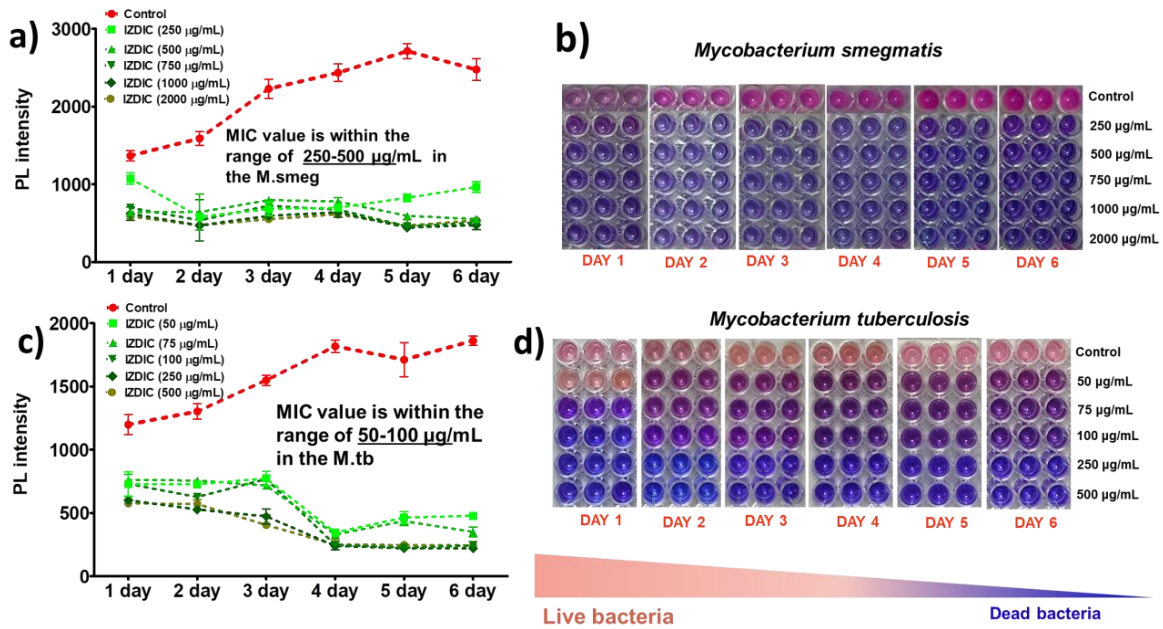 a)
Control
IZDIC (250 µg/mL)
IZDIC (500 µg/mL)
IZDIC (750 µg/mL)
IZDIC (1000 µg/mL)
IZDIC (2000 µg/mL)
PL intensity
3000
2000
1000
0
MIC value is within the
range of 250-500 µg/mL in
the M.smeg
1 day 2 day 3 day 4 day 5 day 6 day
b)
Mycobacterium smegmatis
Control
250 µg/mL
500 µg/mL
750 µg/mL
1000 µg/mL
2000 µg/mL
DAY 1 DAY 2 DAY 3 DAY 4 DAY 5 DAY 6
c)
Control
IZDIC (50 µg/mL)
IZDIC (75 µg/mL)
IZDIC (100 µg/mL)
IZDIC (250 µg/mL)
IZDIC (500 µg/mL)
PL intensity
2000
1500
1000
500
0
MIC value is within the
range of 50-100 µg/mL
in the M.tb
1 day 2 day 3 day 4 day 5 day 6 day
d)
Mycobacterium tuberculosis
Control
50 µg/mL
75 µg/mL
100 µg/mL
250 µg/mL
500 µg/mL
DAY 1 DAY 2 DAY 3 DAY 4 DAY 5 DAY 6
Live bacteria
Dead bacteria